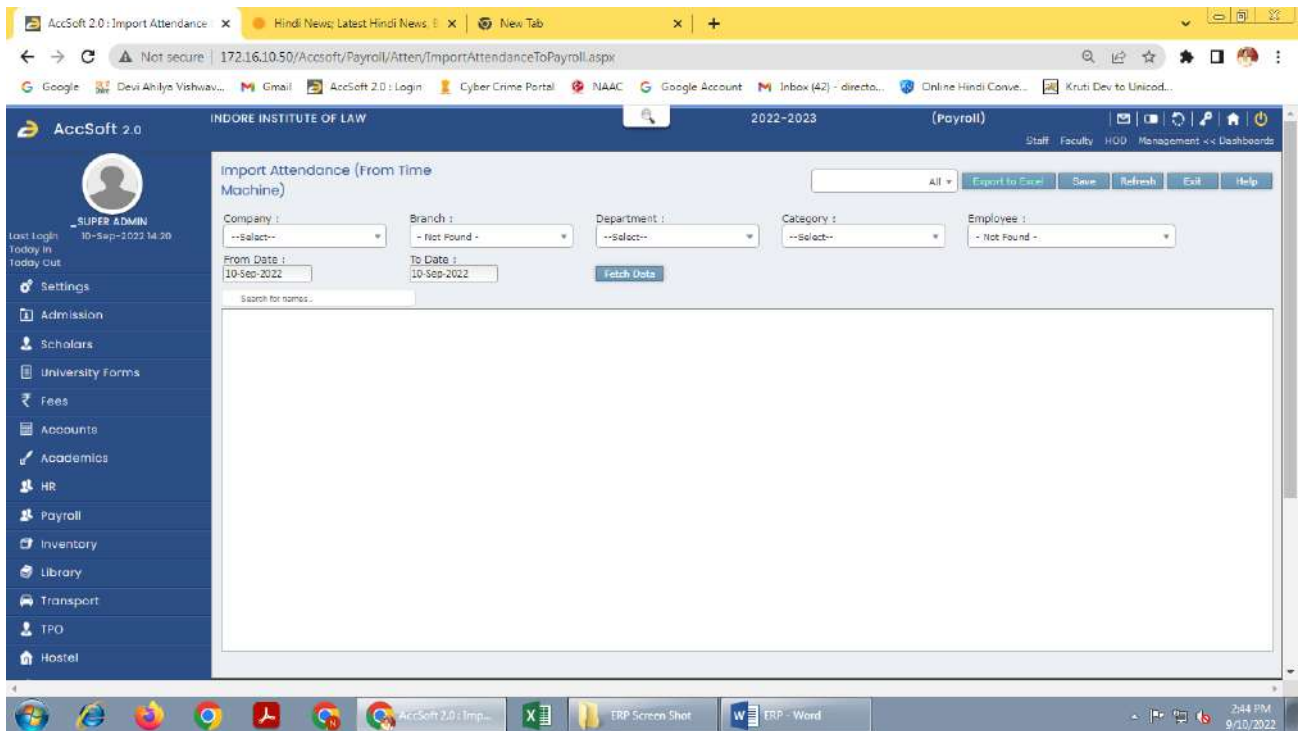 AccSoft 2.0 : Import Attendance
Hindi News; Latest Hindi News,
New Tab
Not secure
172.16.10.50/Accsoft/Payroll/Atten/ImportAttendanceToPayroll.aspx
Google
Devi Ahilya Vishwav...
Gmail
AccSoft 2.0 : Login
Cyber Crime Portal
NAAC
Google Account
Inbox (42) - directo...
Online Hindi Conve...
Kruti Dev to Unicod...
AccSoft 2.0
INDORE INSTITUTE OF LAW
2022-2023
(Payroll)
Staff Faculty HOD Management << Dashboards
_SUPER ADMIN
Last Login 10-Sep-2022 14:20
Today In
Today Out
Settings
Admission
Scholars
University Forms
Fees
Accounts
Academics
HR
Payroll
Inventory
Library
Transport
TPO
Hostel
Import Attendance (From Time
Machine)
All
Export to Excel
Save
Refresh
Exit
Help
Company :
Branch :
Department :
Category :
Employee :
--Select--
- Not Found -
--Select--
--Select--
- Not Found -
From Date :
To Date :
10-Sep-2022
10-Sep-2022
Fetch Data
Search for names..
AccSoft 2.0 : Imp...
ERP Screen Shot
ERP - Word
2:44 PM
9/10/2022